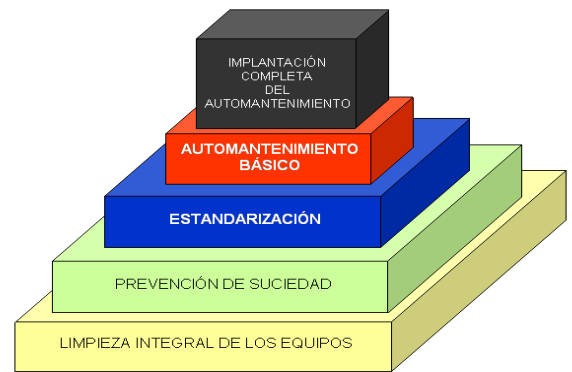 IMPLANTACIÓN
COMPLETA
DEL
AUTOMANTENIMIENTO
AUTOMANTENIMIENTO
BÁSICO
ESTANDARIZACIÓN
PREVENCIÓN DE SUCIEDAD
LIMPIEZA INTEGRAL DE LOS EQUIPOS